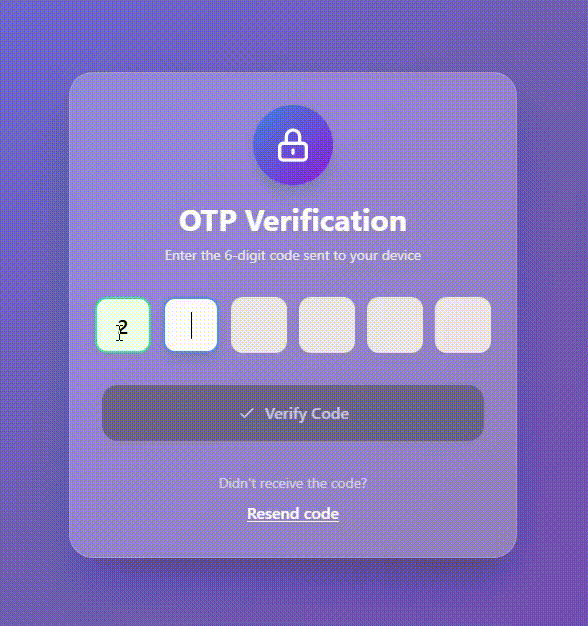 OTP Verification
Enter the 6-digit code sent to your device
2
Verify Code
Didn't receive the code?
Resend code